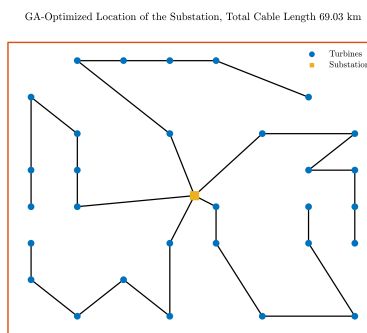 GA-Optimized Location of the Substation, Total Cable Length 69.03 km
Turbines
Substation